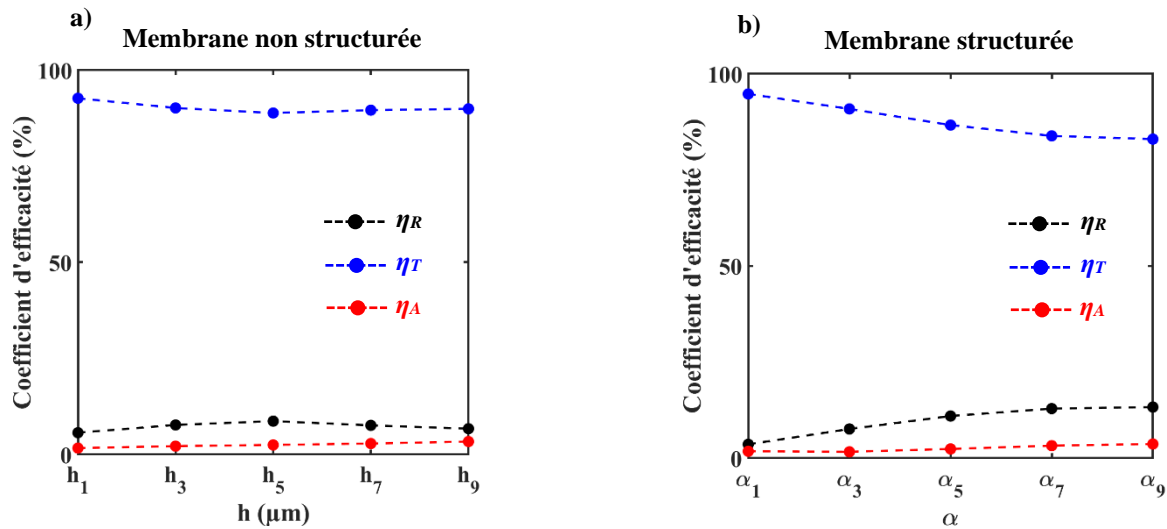 a)
Membrane non structurée
Coefficient d'efficacité (%)
100
50
0
ηR
ηT
ηA
h1 h3 h5 h7 h9
h (µm)
b)
Membrane structurée
Coefficient d'efficacité (%)
100
50
0
ηR
ηT
ηA
α1 α3 α5 α7 α9
α